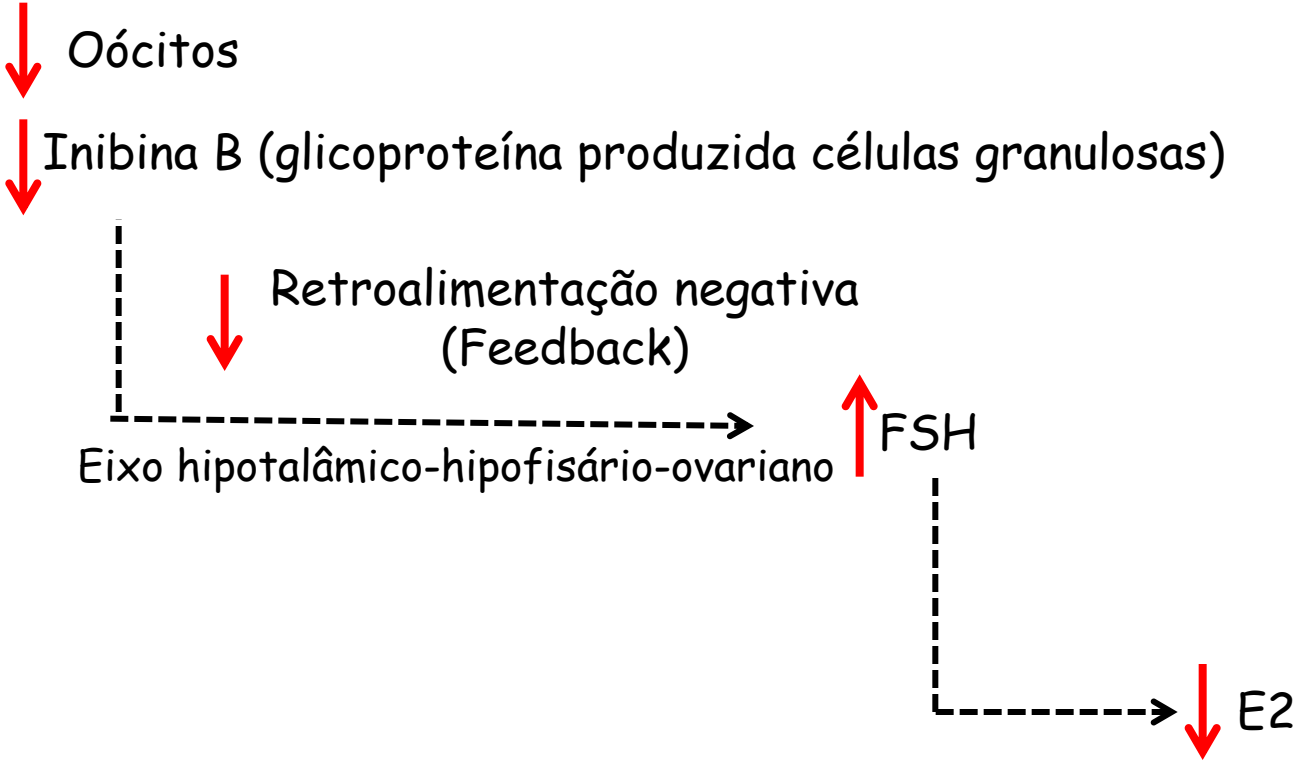 Oócitos
Inibina B (glicoproteína produzida células granulosas)
Retroalimentação negativa
(Feedback)
FSH
Eixo hipotalâmico-hipofisário-ovariano
E2